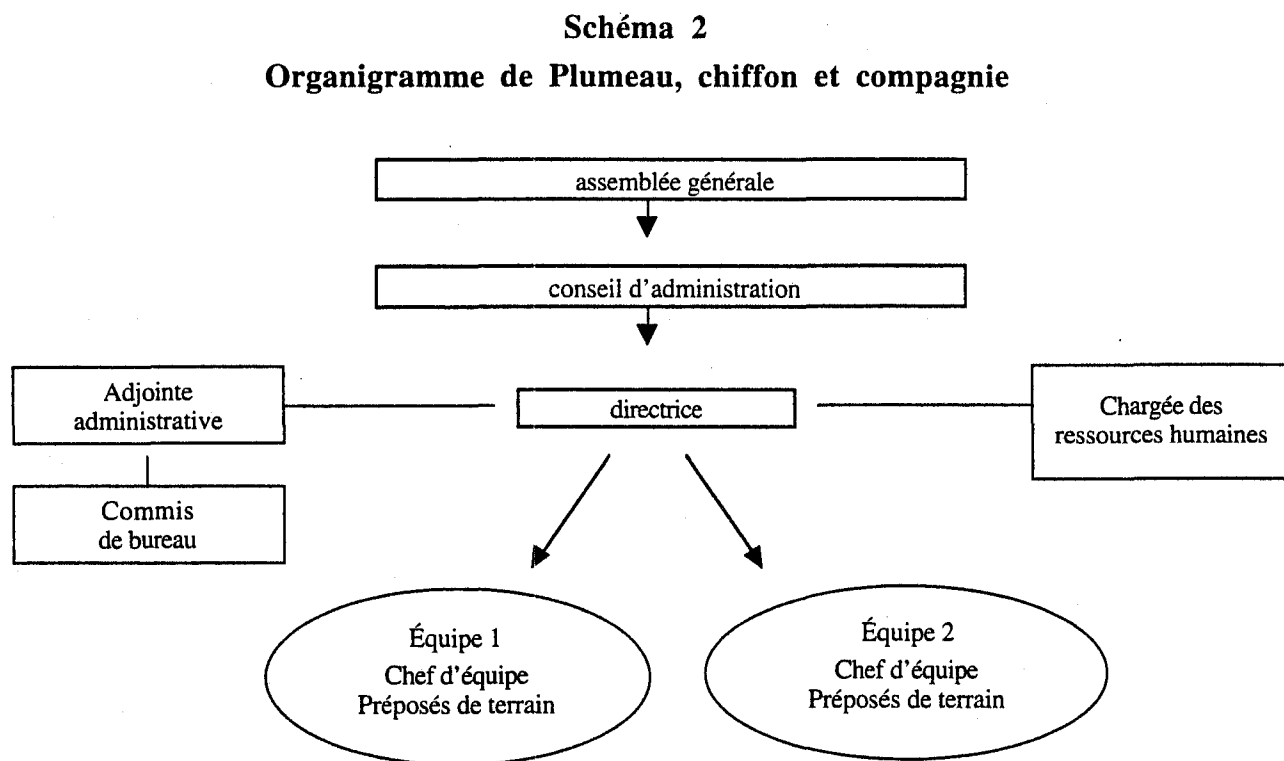 Schéma 2
Organigramme de Plumeau, chiffon et compagnie
assemblée générale
conseil d'administration
Adjointe
administrative
directrice
Chargée des
ressources humaines
Commis
de bureau
Équipe 1
Chef d'équipe
Préposés de terrain
Équipe 2
Chef d'équipe
Préposés de terrain